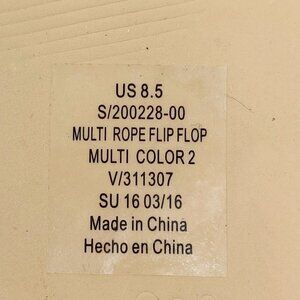 US 8.5
S/200228-00
MULTI ROPE FLIP FLOP
MULTI COLOR 2
V/311307
SU 16 03/16
Made in China
Hecho en China